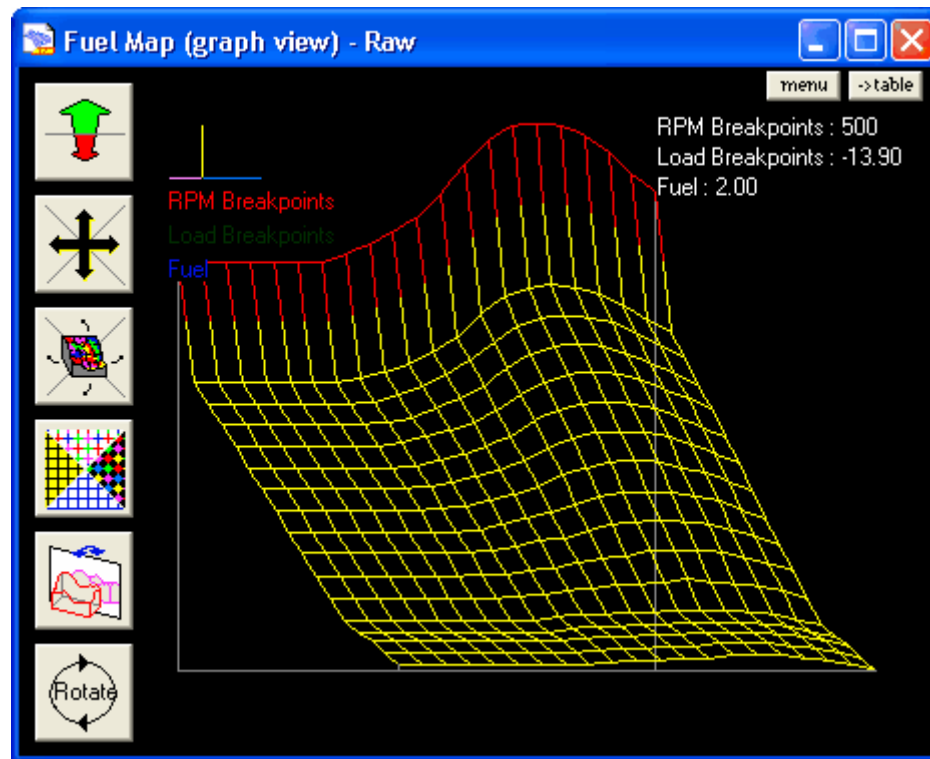 Fuel Map (graph view) - Raw
menu ->table
RPM Breakpoints : 500
Load Breakpoints : -13.90
Fuel : 2.00
RPM Breakpoints
Load Breakpoints
Fuel
Rotate